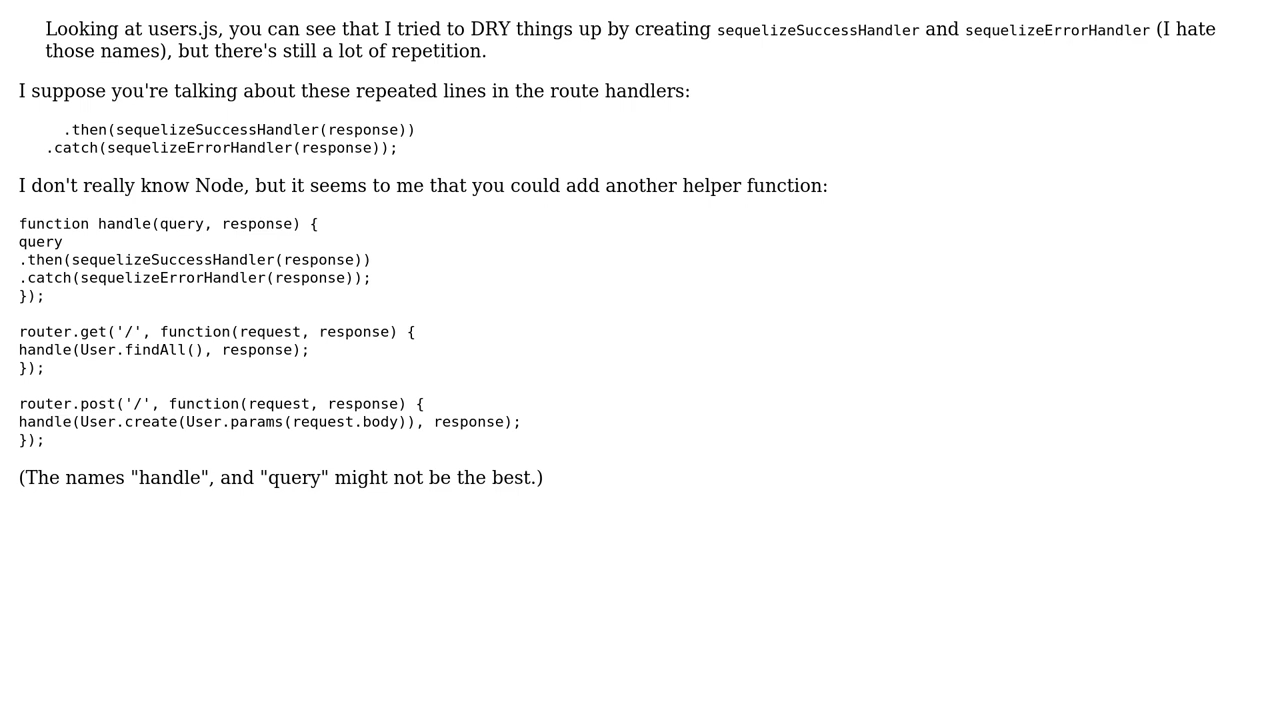 Looking at users.js, you can see that I tried to DRY things up by creating sequelizeSuccessHandler and sequelizeErrorHandler (I hate
those names), but there's still a lot of repetition.
I suppose you're talking about these repeated lines in the route handlers:
.then(sequelizeSuccessHandler(response))
.catch(sequelizeErrorHandler(response));
I don't really know Node, but it seems to me that you could add another helper function:
function handle(query, response) {
query
.then(sequelizeSuccessHandler(response))
.catch(sequelizeErrorHandler(response));
});
router.get('/', function(request, response) {
handle(User.findAll(), response);
});
router.post('/', function(request, response) {
handle(User.create(User.params(request.body)), response);
});
(The names "handle", and "query" might not be the best.)